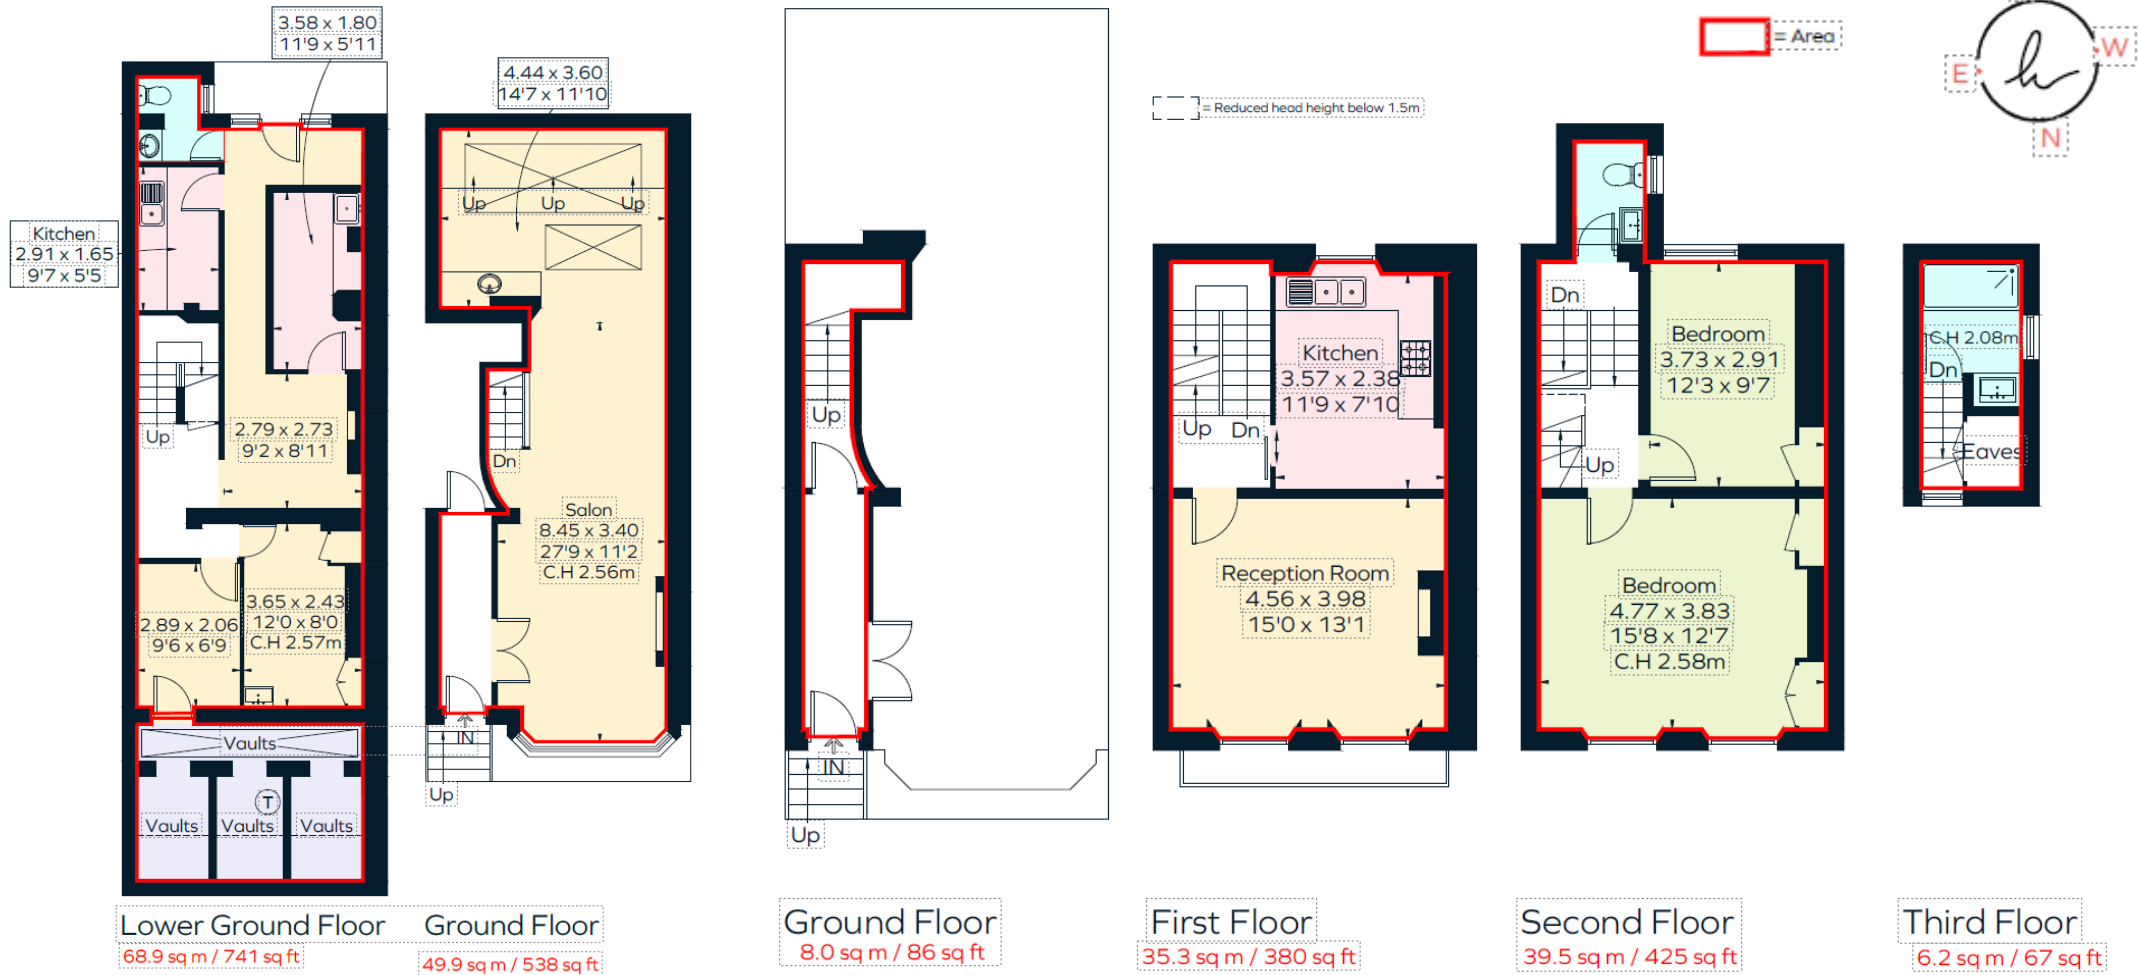 3.58 x 1.80
11'9 x 5'11
Kitchen
2.91 x 1.65
9'7 x 5'5
Up
2.79 x 2.73
9'2 x 8'11
2.89 x 2.06
9'6 x 6'9
3.65 x 2.43
12'0 x 8'0
C.H 2.57m
Vaults
Vaults
T
Vaults
Vaults
Lower Ground Floor
68.9 sq m / 741 sq ft
4.44 x 3.60
14'7 x 11'10
Up
Up
Up
Dn
Salon
8.45 x 3.40
27'9 x 11'2
C.H 2.56m
IN
Up
Ground Floor
49.9 sq m / 538 sq ft
Up
IN
Up
Ground Floor
8.0 sq m / 86 sq ft
= Reduced head height below 1.5m
Kitchen
3.57 x 2.38
11'9 x 7'10
Up
Dn
Reception Room
4.56 x 3.98
15'0 x 13'1
First Floor
35.3 sq m / 380 sq ft
= Area
Dn
Bedroom
3.73 x 2.91
12'3 x 9'7
Up
Bedroom
4.77 x 3.83
15'8 x 12'7
C.H 2.58m
Second Floor
39.5 sq m / 425 sq ft
E
W
N
C.H 2.08m
Dn
Eaves
Third Floor
6.2 sq m / 67 sq ft